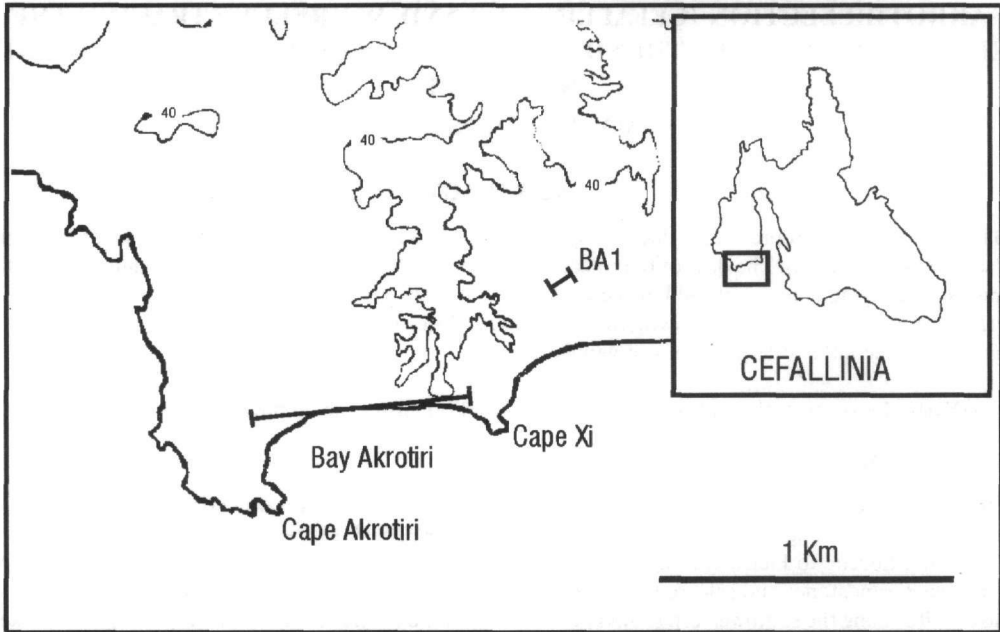 40
40
40
BA1
CEFALLINIA
Cape Xi
Bay Akrotiri
Cape Akrotiri
1 Km